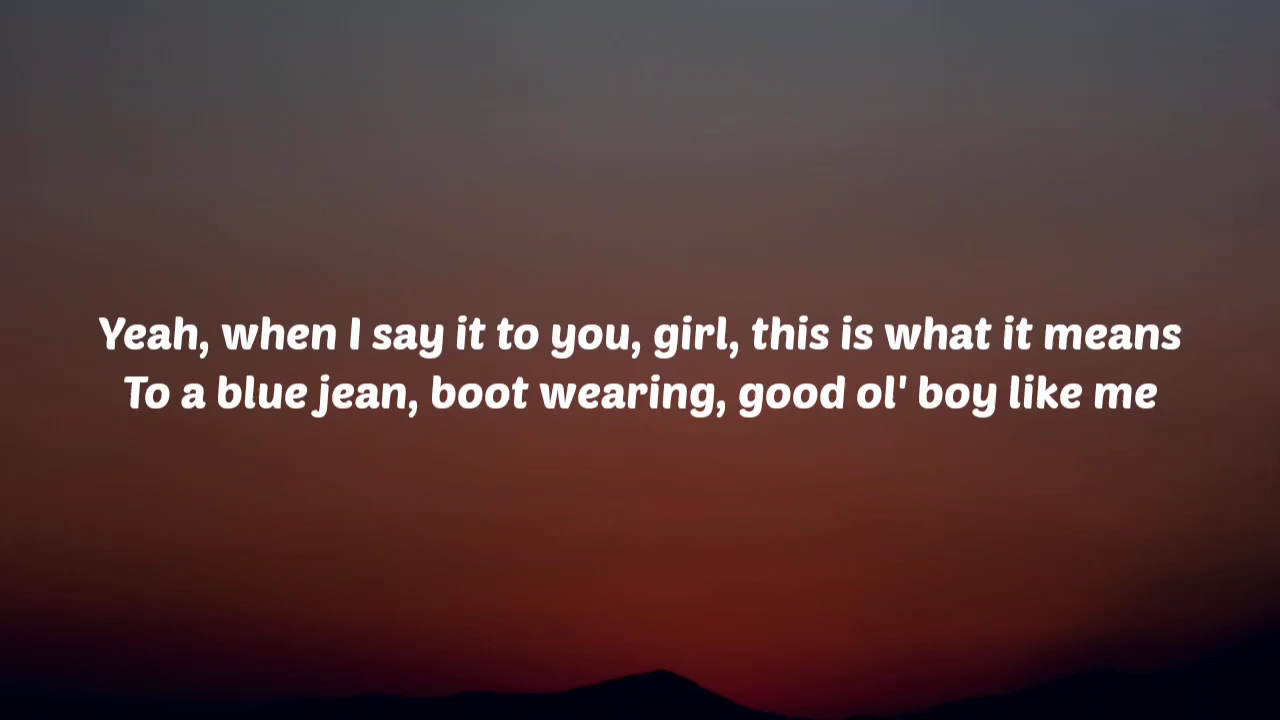 Yeah, when I say it to you, girl, this is what it means
To a blue jean, boot wearing, good ol' boy like me